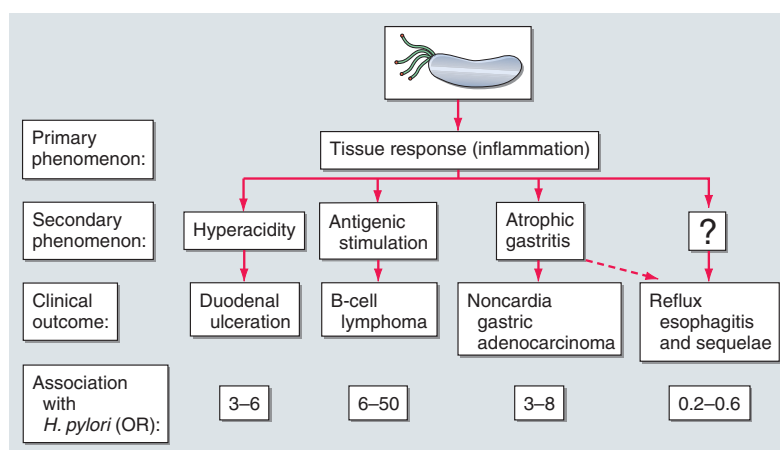 Primary
phenomenon:
Tissue response (inflammation)
Secondary
phenomenon:
Hyperacidity
Antigenic
stimulation
Atrophic
gastritis
?
Clinical
outcome:
Duodenal
ulceration
B-cell
lymphoma
Noncardia
gastric
adenocarcinoma
Reflux
esophagitis
and sequelae
Association
with
H. pylori (OR):
3–6
6–50
3–8
0.2–0.6